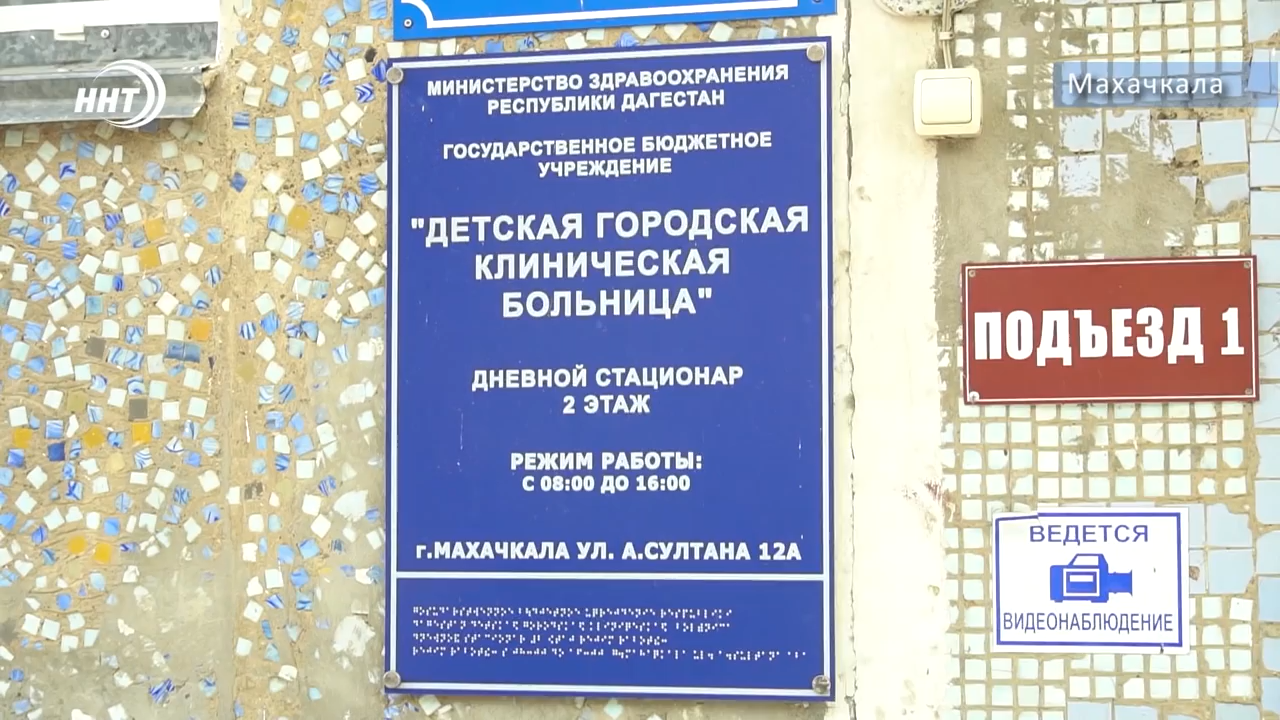 ННТ
Махачкала
МИНИСТЕРСТВО ЗДРАВООХРАНЕНИЯ
РЕСПУБЛИКИ ДАГЕСТАН
ГОСУДАРСТВЕННОЕ БЮДЖЕТНОЕ
УЧРЕЖДЕНИЕ
"ДЕТСКАЯ ГОРОДСКАЯ
КЛИНИЧЕСКАЯ
БОЛЬНИЦА"
ДНЕВНОЙ СТАЦИОНАР
2 ЭТАЖ
РЕЖИМ РАБОТЫ:
С 08:00 ДО 16:00
г.МАХАЧКАЛА УЛ. А.СУЛТАНА 12А
ПОДЪЕЗД 1
ВЕДЕТСЯ
ВИДЕОНАБЛЮДЕНИЕ